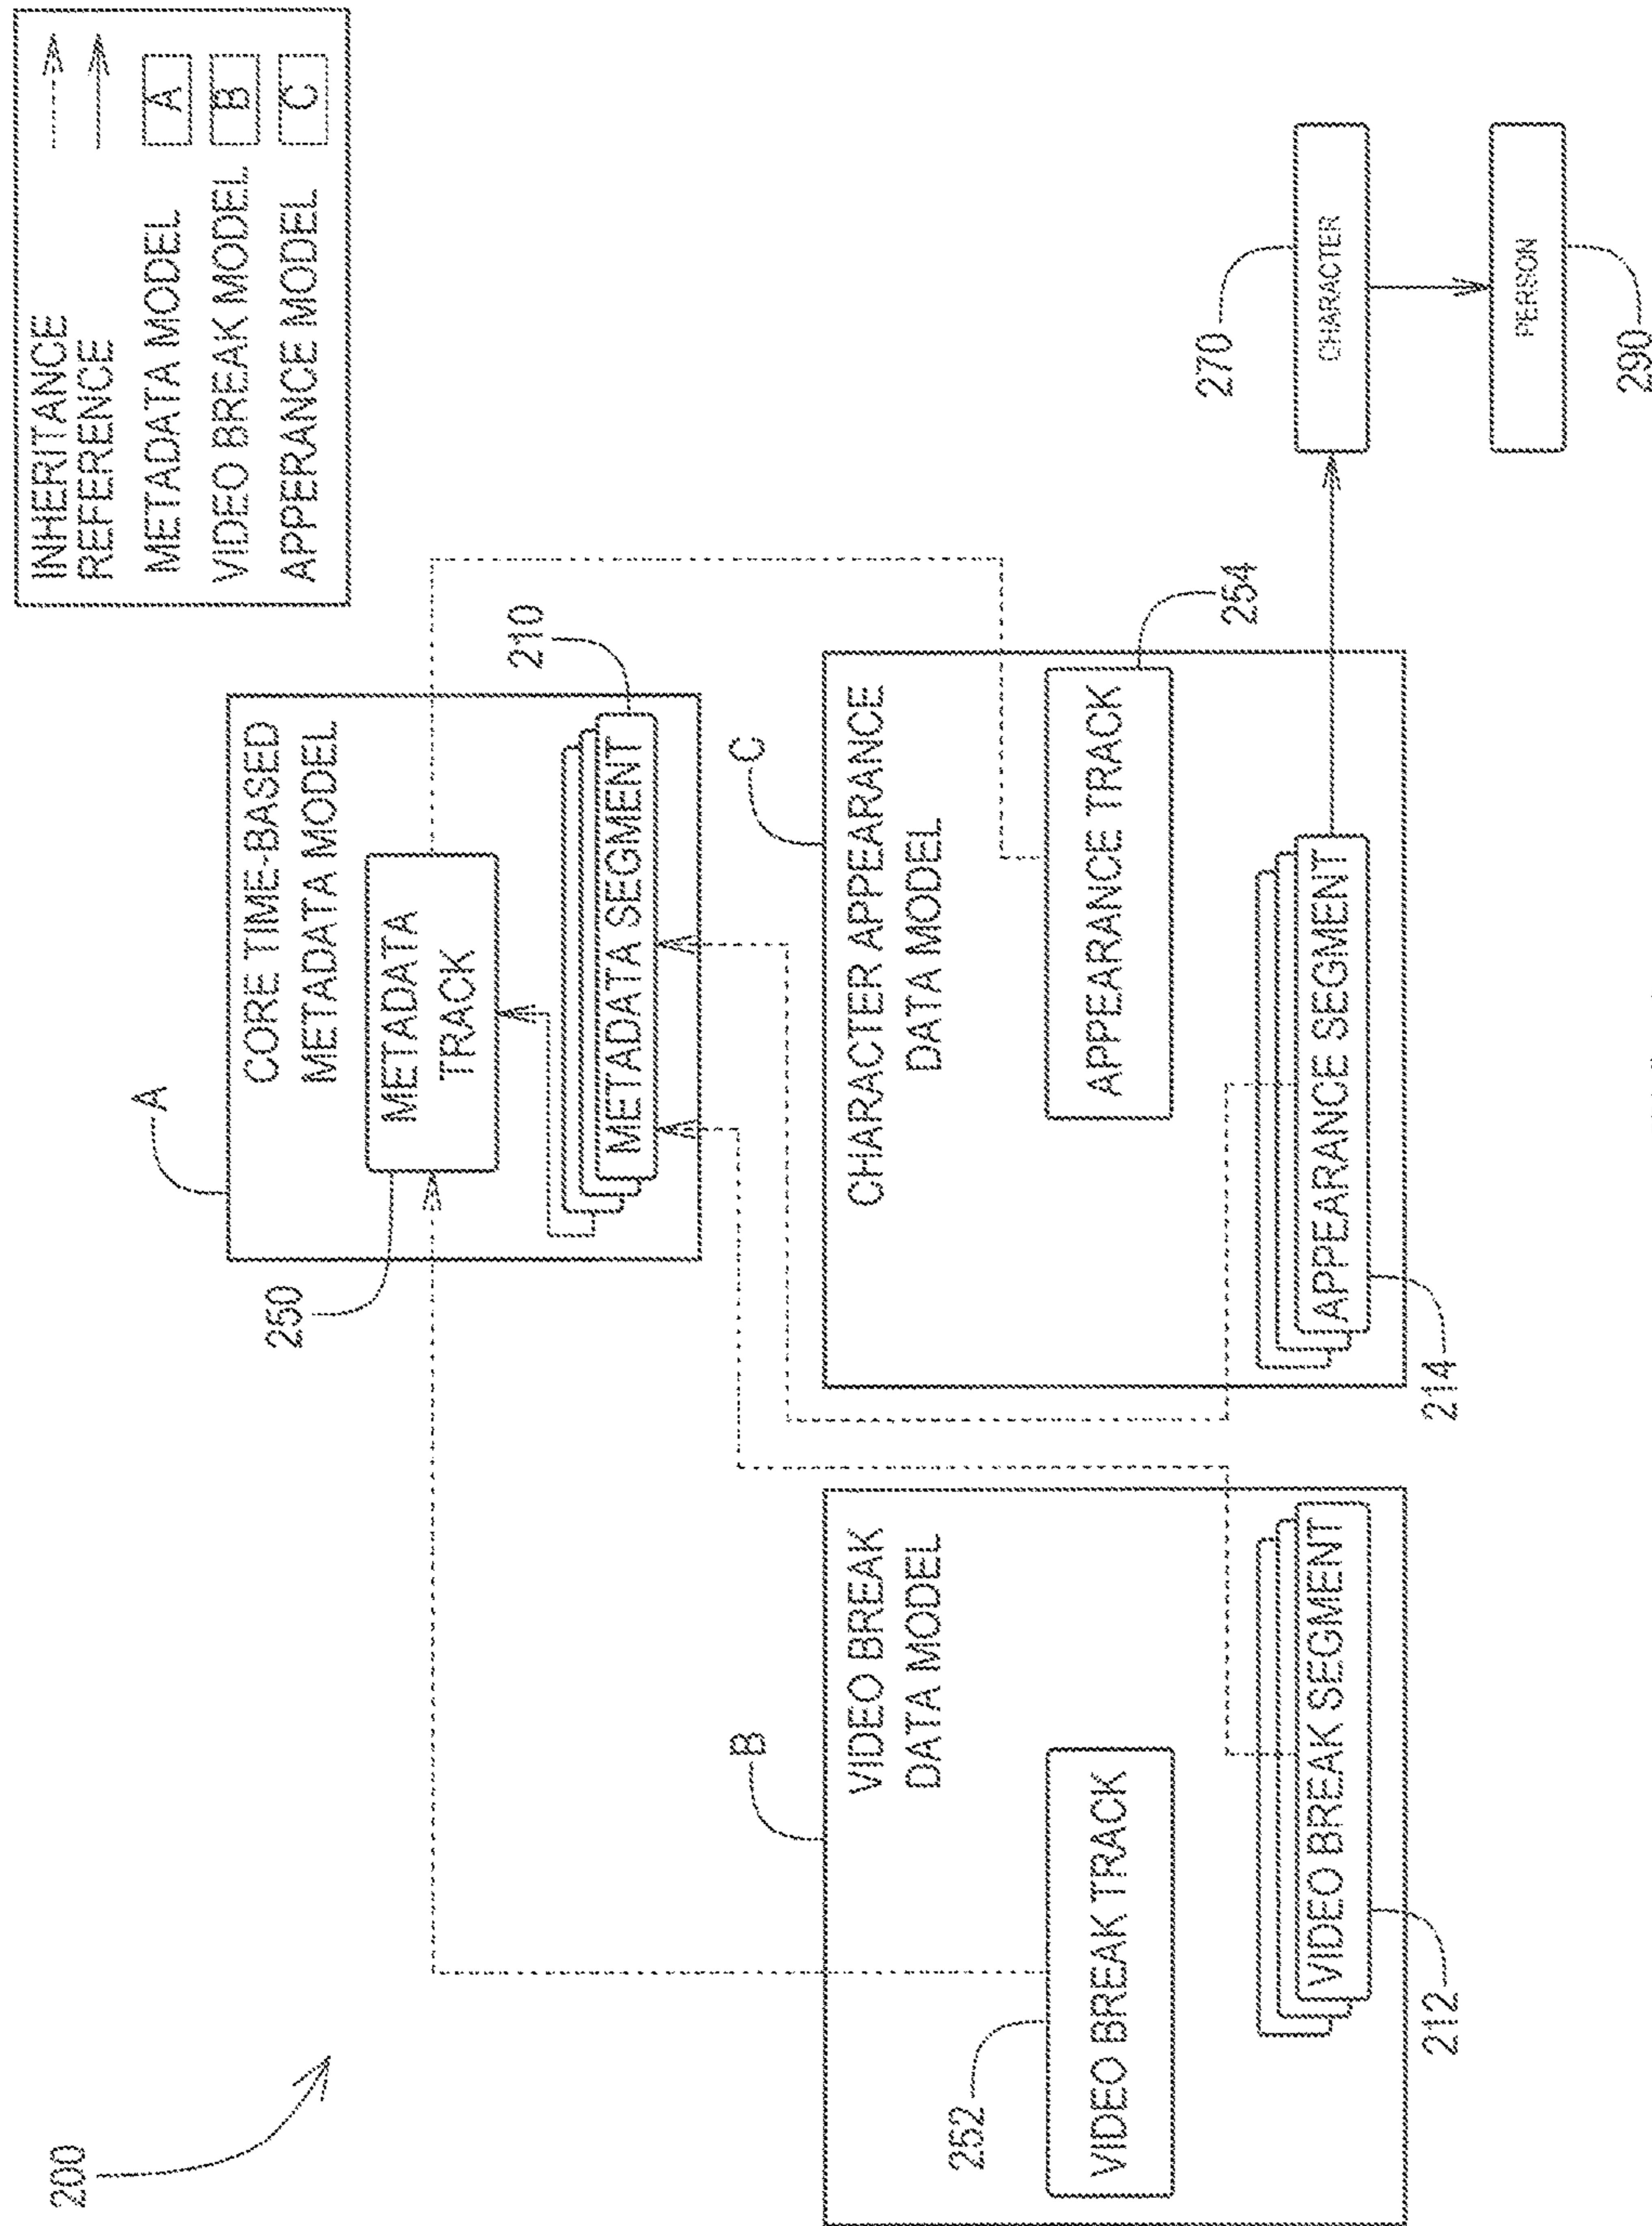 200
INHERITANCE
REFERENCE
METADATA MODEL A
VIDEO BREAK MODEL B
APPERANCE MODEL C
A
CORE TIME-BASED
METADATA MODEL
250
METADATA
TRACK
210
METADATA SEGMENT
B
VIDEO BREAK
DATA MODEL
252
VIDEO BREAK TRACK
VIDEO BREAK SEGMENT
212
C
CHARACTER APPEARANCE
DATA MODEL
APPEARANCE TRACK
254
APPEARANCE SEGMENT
214
270
CHARACTER
PERSON
290